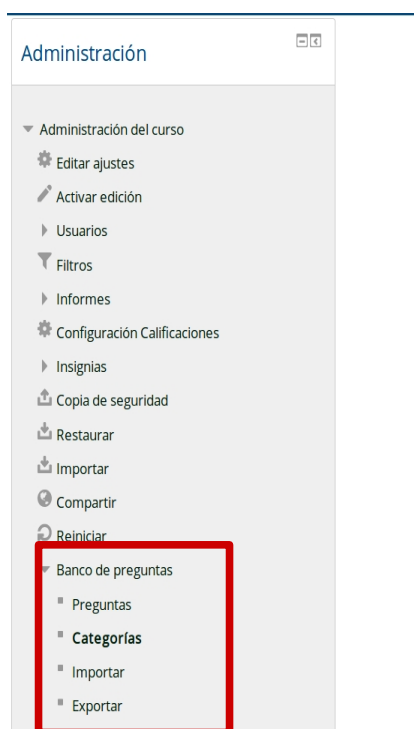 Administración
Administración del curso
Editar ajustes
Activar edición
Usuarios
Filtros
Informes
Configuración Calificaciones
Insignias
Copia de seguridad
Restaurar
Importar
Compartir
Reiniciar
Banco de preguntas
Preguntas
Categorías
Importar
Exportar